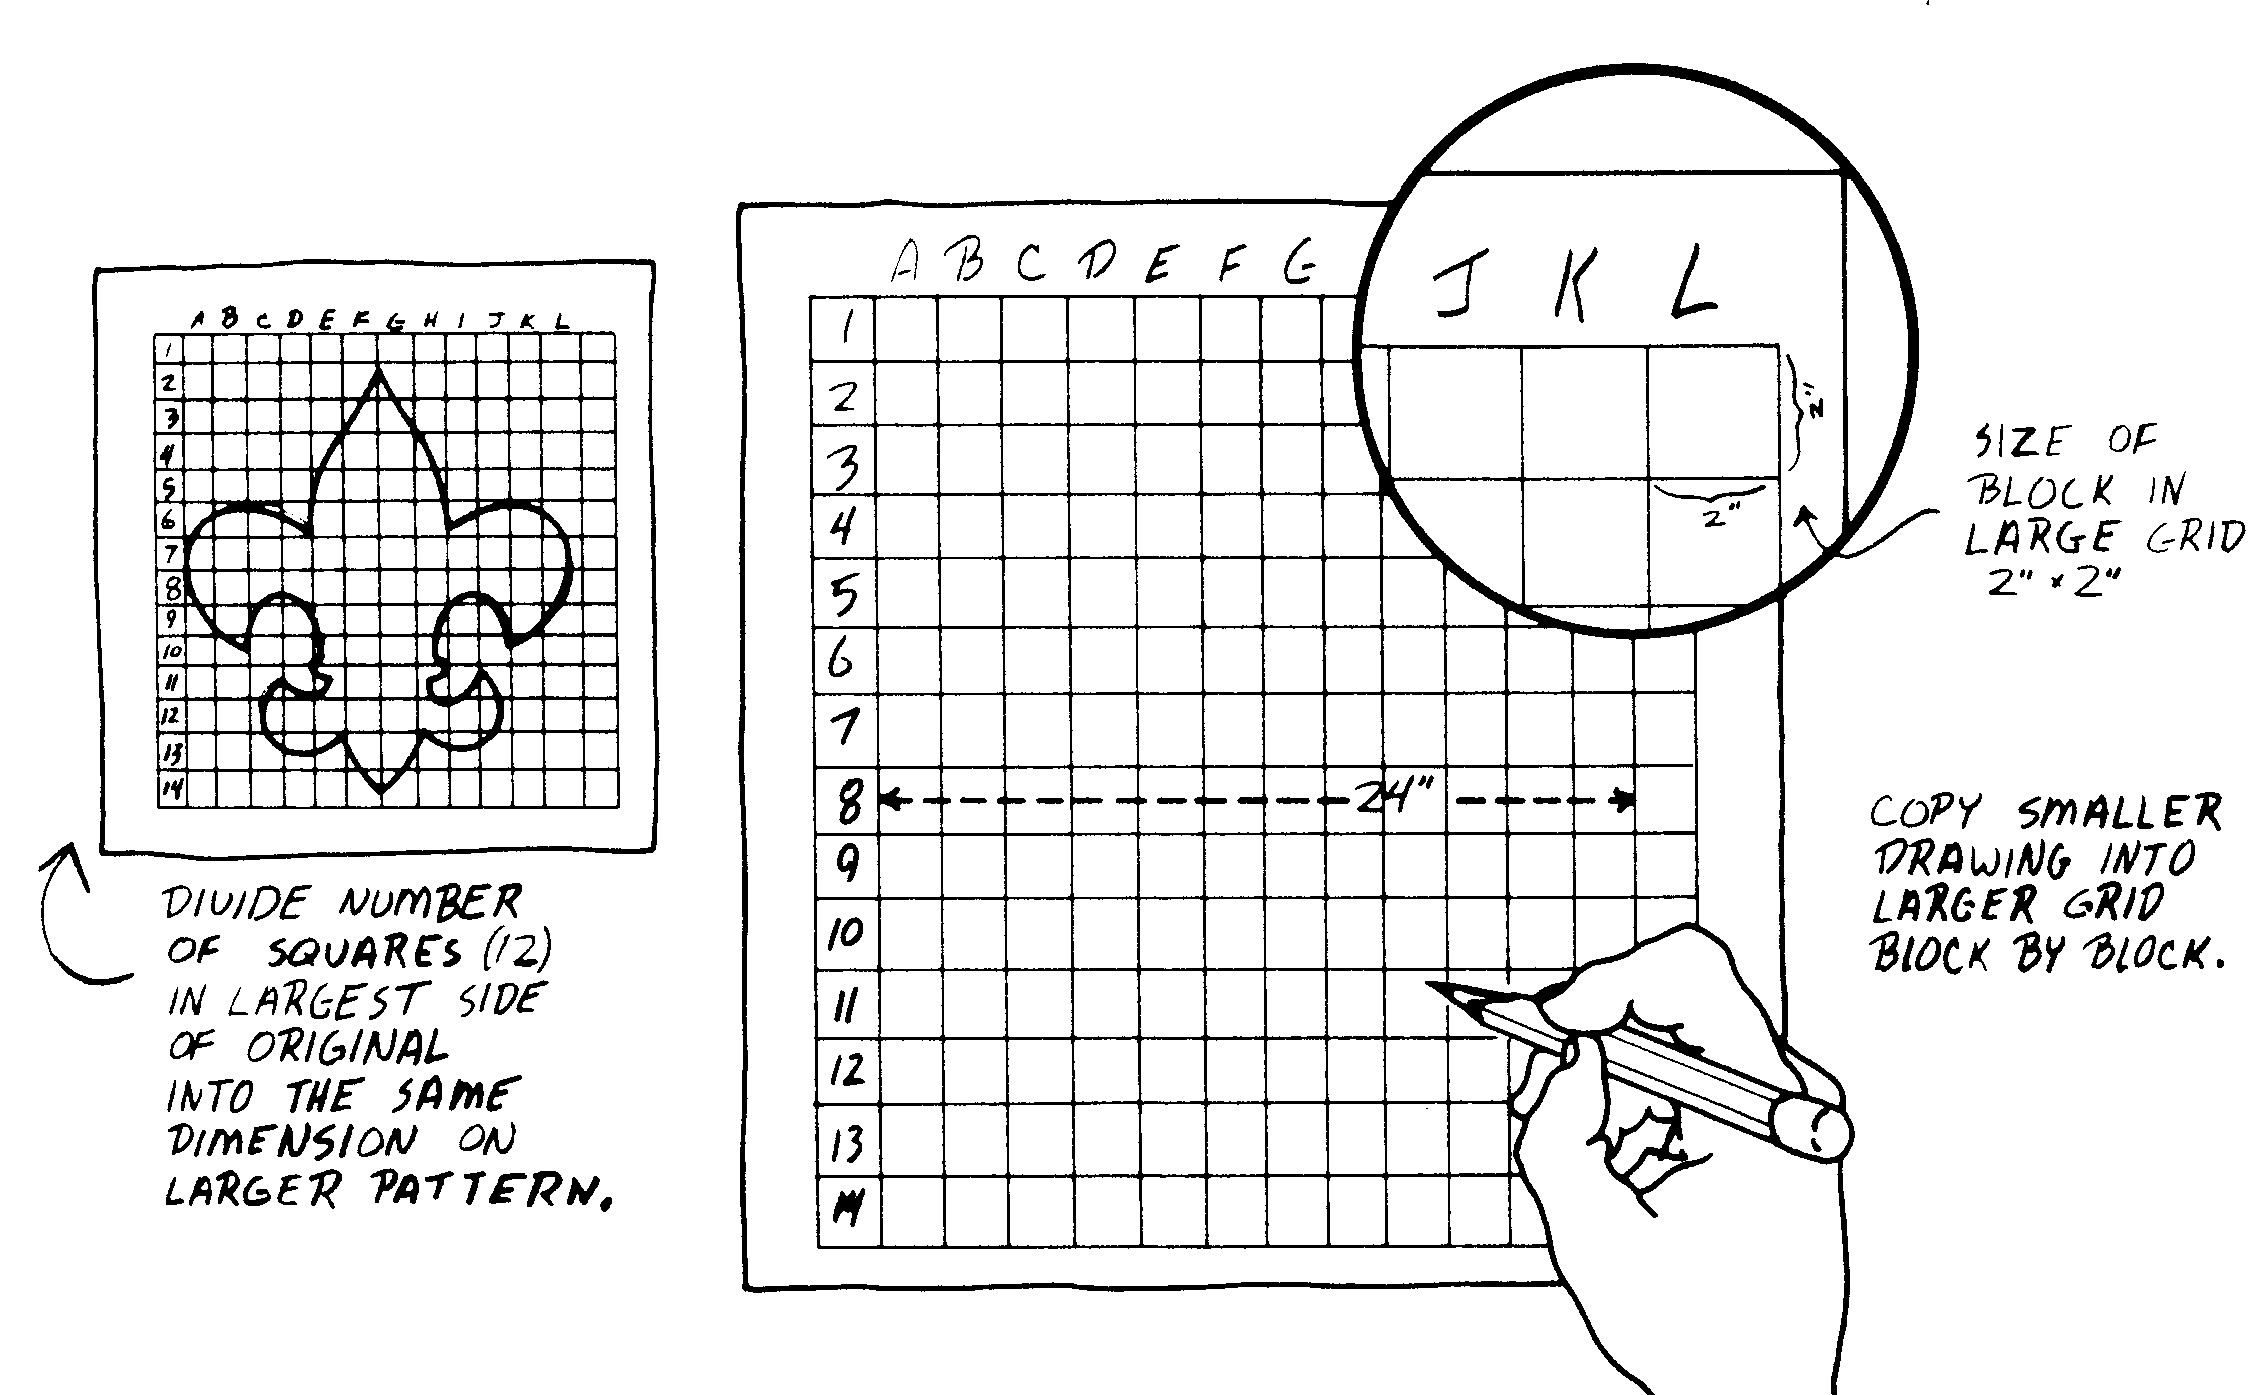 A B C D E F G H I J K L
1
2
3
4
5
6
7
8
9
10
11
12
13
14
DIVIDE NUMBER
OF SQUARES (12)
IN LARGEST SIDE
OF ORIGINAL
INTO THE SAME
DIMENSION ON
LARGER PATTERN.
A B C D E F G
1
2
3
4
5
6
7
8
9
10
11
12
13
14
24"
J K L
2"
2"
SIZE OF
BLOCK IN
LARGE GRID
2" × 2"
COPY SMALLER
DRAWING INTO
LARGER GRID
BLOCK BY BLOCK.